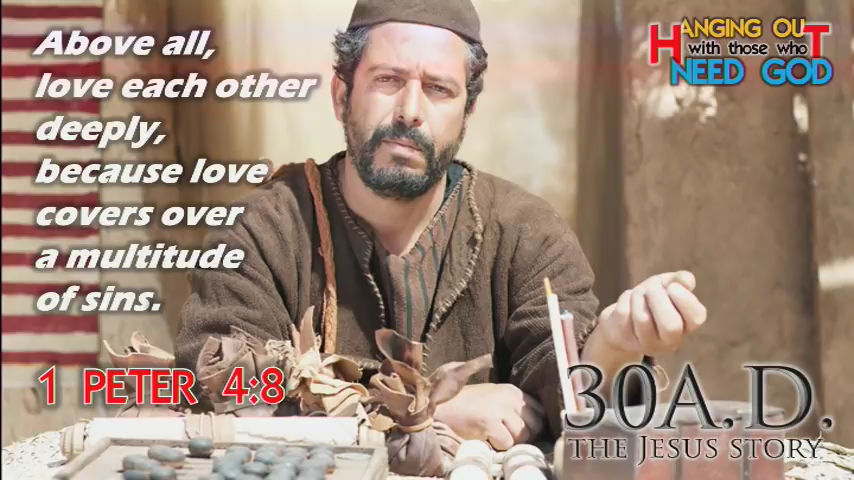 Above all,
love each other
deeply,
because love
covers over
a multitude
of sins.
1 PETER 4:8
HANGING OUT
with those who
NEED GOD
30A.D.
THE JESUS STORY